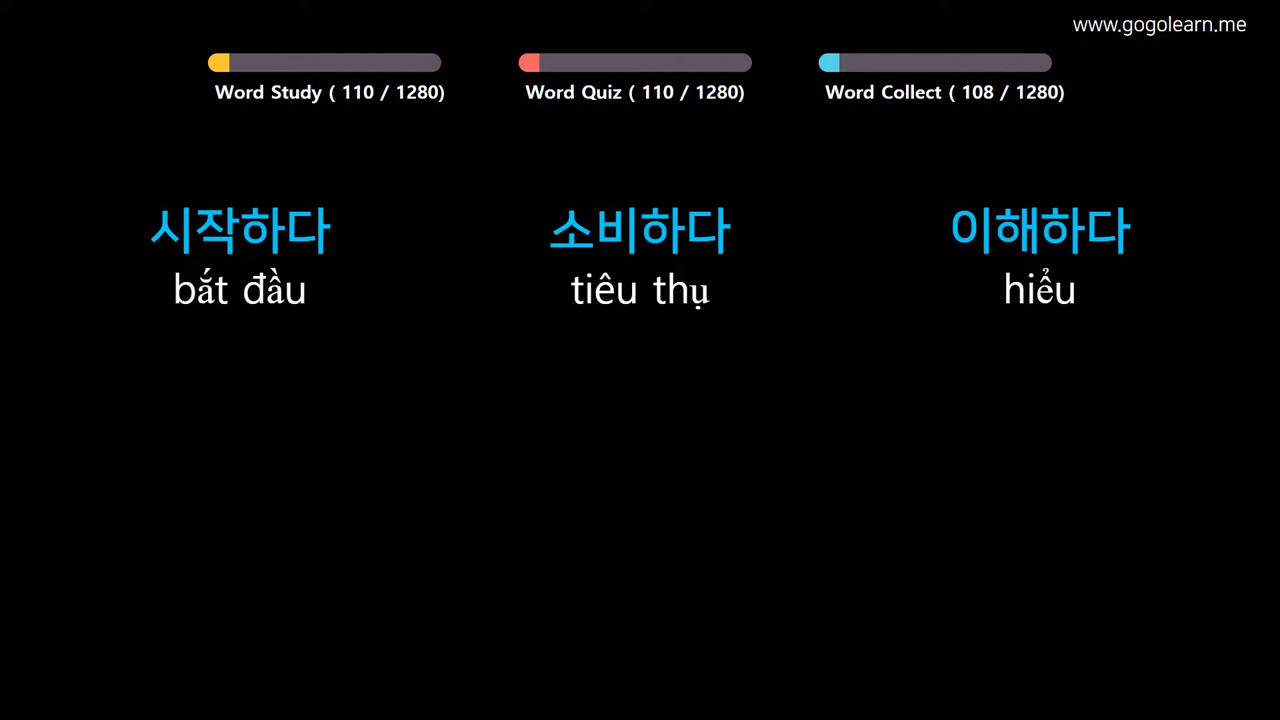 www.gogolearn.me
Word Study ( 110 / 1280)
Word Quiz ( 110 / 1280)
Word Collect ( 108 / 1280)
시작하다
bắt đầu
소비하다
tiêu thụ
이해하다
hiểu